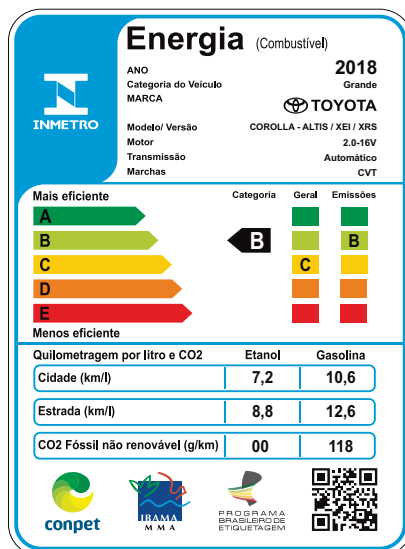 Energia (Combustível)
ANO 2018
Categoria do Veículo Grande
MARCA TOYOTA
INMETRO
Modelo/ Versão COROLLA - ALTIS / XEI / XRS
Motor 2.0-16V
Transmissão Automático
Marchas CVT
Mais eficiente Categoria Geral Emissões
A
B B B
C C
D
E
Menos eficiente
Quilometragem por litro e CO2 Etanol Gasolina
Cidade (km/l) 7,2 10,6
Estrada (km/l) 8,8 12,6
CO2 Fóssil não renovável (g/km) 00 118
conpet
IBAMA
M M A
PROGRAMA
BRASILEIRO DE
ETIQUETAGEM